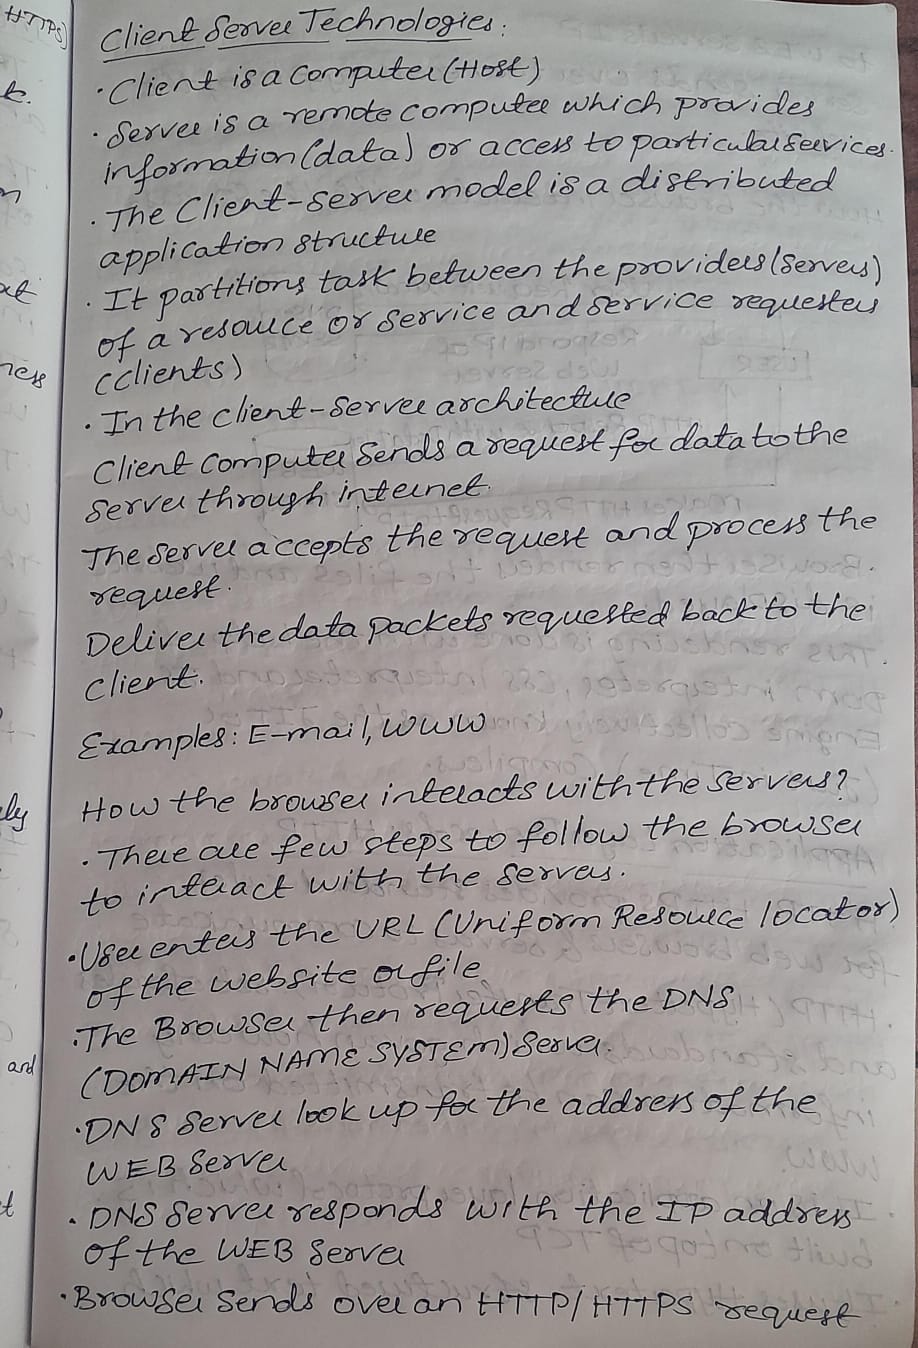 Client Server Technologies:
• Client is a Computer (Host)
• Server is a remote computer which provides
information (data) or access to particular services.
• The Client-server model is a distributed
application structure
• It partitions task between the providers (Servers)
of a resource or service and service requesters
(clients)
• In the client-server architecture
Client Computer Sends a request for data to the
server through internet.
The server accepts the request and process the
request.
Deliver the data packets requested back to the
client.
Examples: E-mail, WWW
How the browser interacts with the servers?
• There are few steps to follow the browser
to interact with the servers.
• User enters the URL (Uniform Resource locator)
of the website or file
• The Browser then requests the DNS
(DOMAIN NAME SYSTEM) Server.
• DNS Server look up for the address of the
WEB Server
• DNS Server responds with the IP address
of the WEB Server
• Browser Sends over an HTTP/HTTPS request